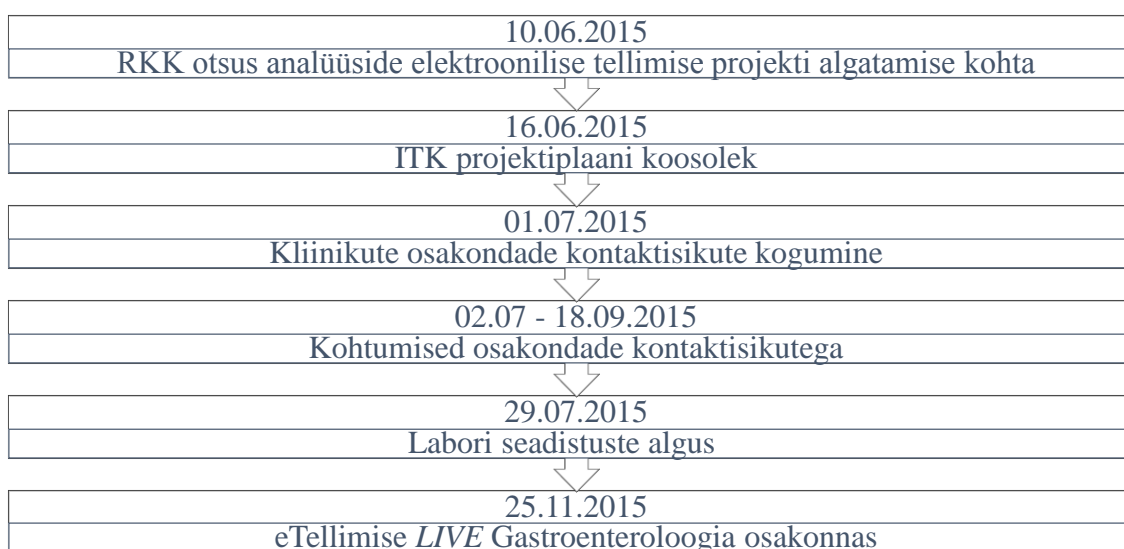 10.06.2015
RKK otsus analüüside elektroonilise tellimise projekti algatamise kohta
16.06.2015
ITK projektiplaani koosolek
01.07.2015
Kliinikute osakondade kontaktisikute kogumine
02.07 - 18.09.2015
Kohtumised osakondade kontaktisikutega
29.07.2015
Labori seadistuste algus
25.11.2015
eTellimise LIVE Gastroenteroloogia osakonnas